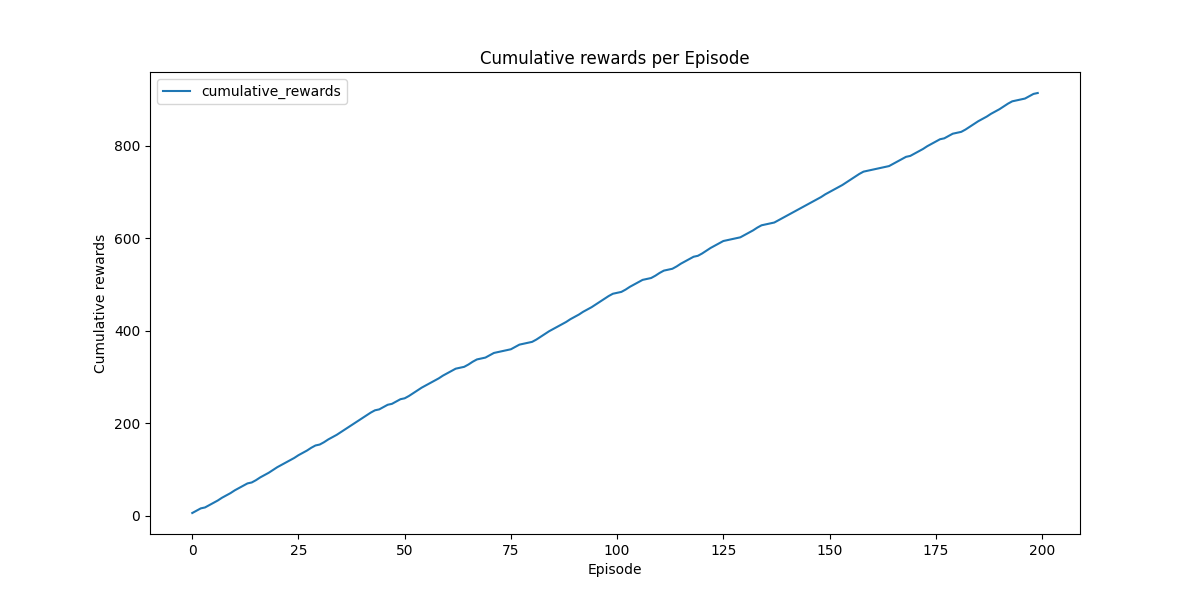 Cumulative rewards per Episode
cumulative_rewards
Cumulative rewards
800
600
400
200
0
0 25 50 75 100 125 150 175 200
Episode